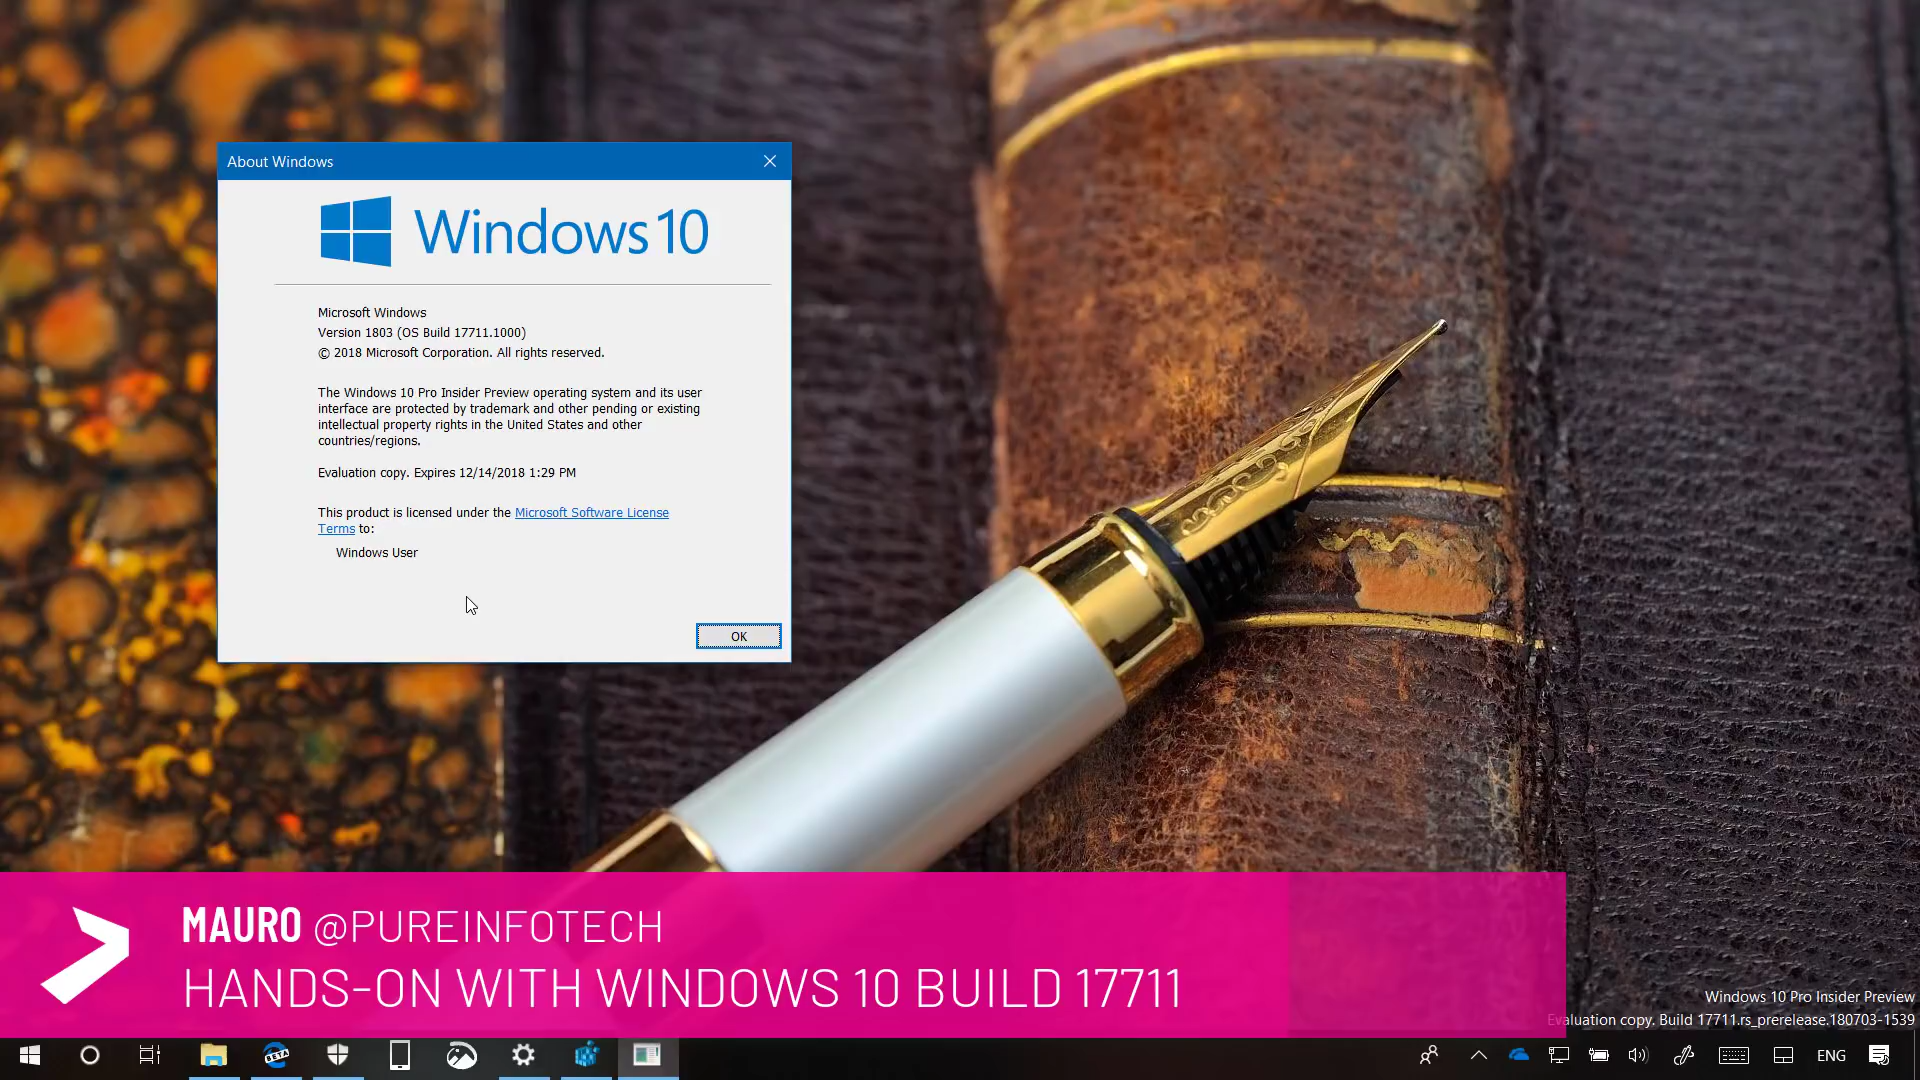 About Windows
Windows 10
Microsoft Windows
Version 1803 (OS Build 17711.1000)
© 2018 Microsoft Corporation. All rights reserved.
The Windows 10 Pro Insider Preview operating system and its user
interface are protected by trademark and other pending or existing
intellectual property rights in the United States and other
countries/regions.
Evaluation copy. Expires 12/14/2018 1:29 PM
This product is licensed under the Microsoft Software License
Terms to:
Windows User
OK
MAURO @PUREINFOTECH
HANDS-ON WITH WINDOWS 10 BUILD 17711
Windows 10 Pro Insider Preview
Evaluation copy. Build 17711.rs_prerelease.180703-1539
BETA
ENG